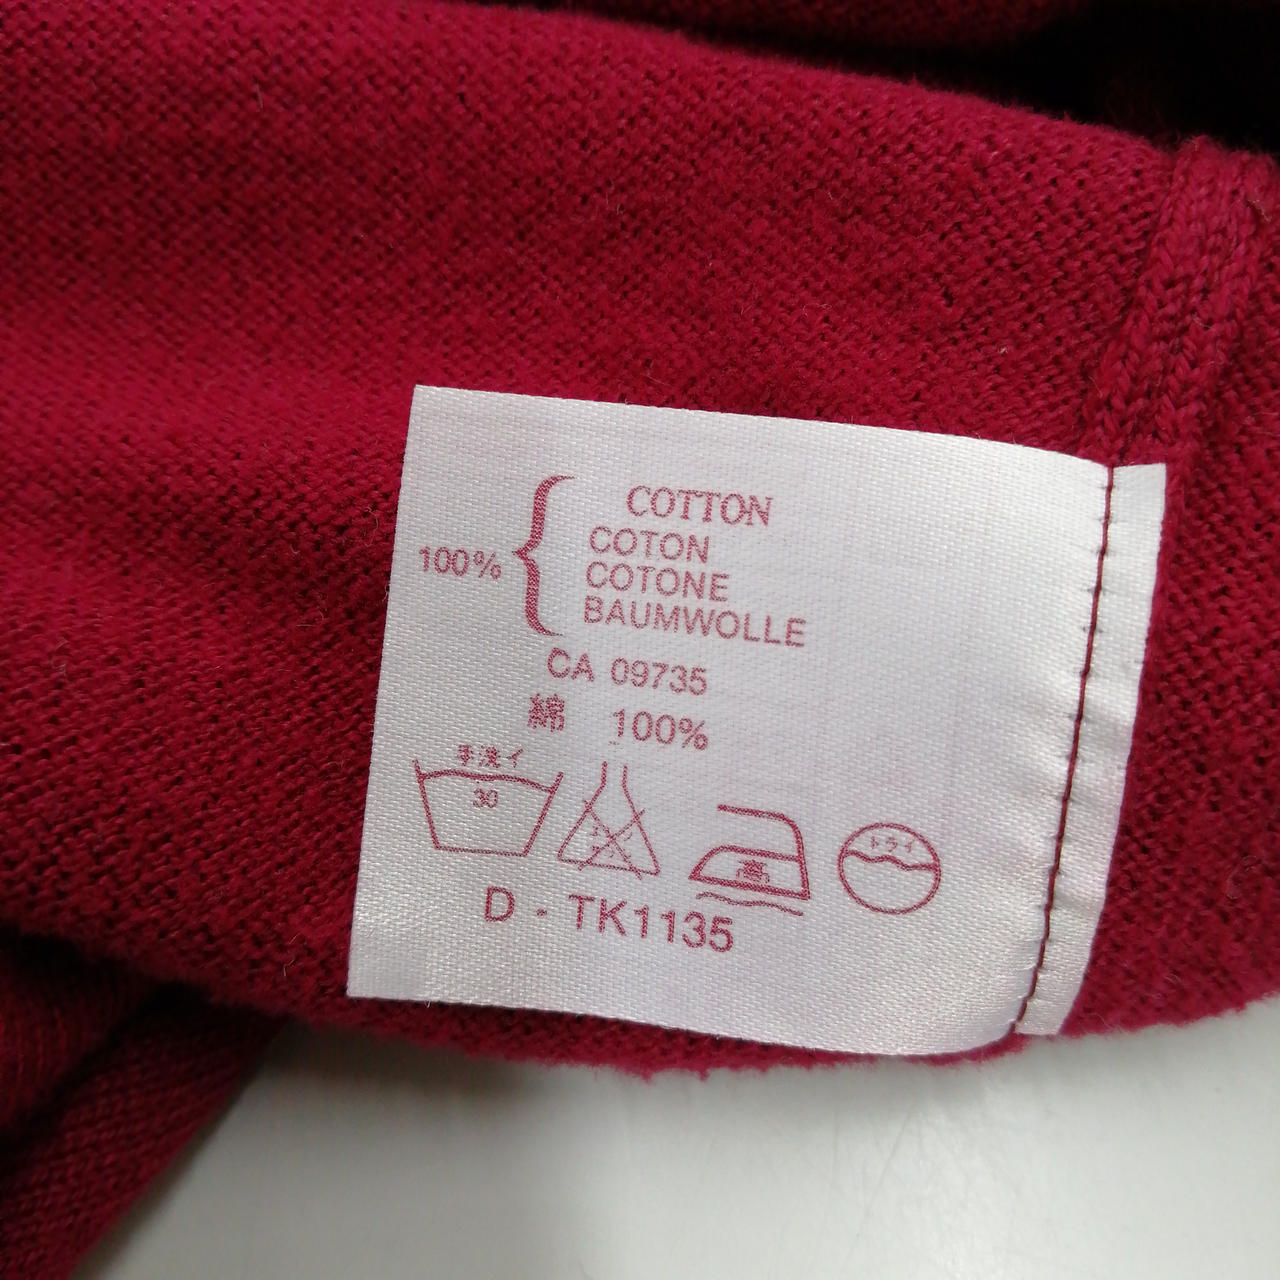 COTTON
COTON
100% { COTONE
BAUMWOLLE
CA 09735
綿 100%
手洗イ
30
高
ドライ
D - TK1135